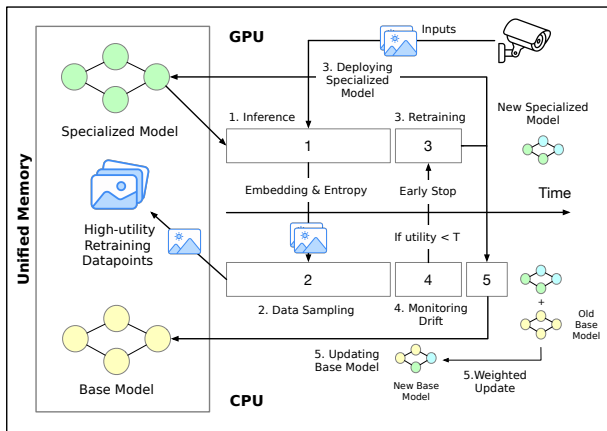 GPU
Inputs
3. Deploying
Specialized
Model
1. Inference
3. Retraining
New Specialized
Model
Specialized Model
1
3
Unified Memory
Embedding & Entropy
Early Stop
Time
High-utility
Retraining
Datapoints
If utility < T
2
4
5
2. Data Sampling
4. Monitoring
Drift
+
Old
Base
Model
5. Updating
Base Model
New Base Model
5.Weighted
Update
Base Model
CPU